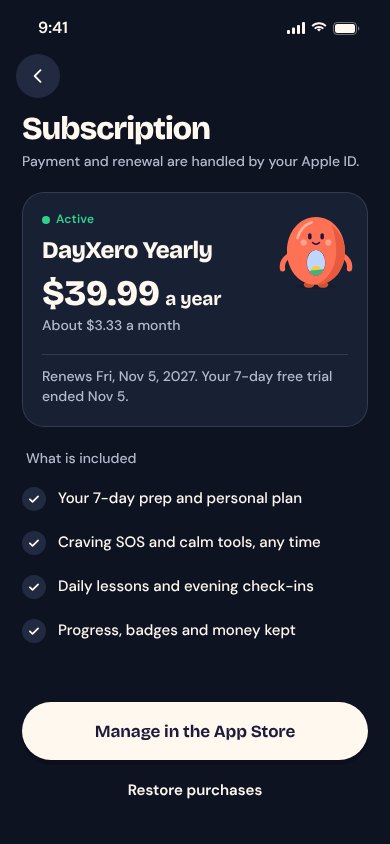 9:41
Subscription
Payment and renewal are handled by your Apple ID.
Active
DayXero Yearly
$39.99 a year
About $3.33 a month
Renews Fri, Nov 5, 2027. Your 7-day free trial
ended Nov 5.
What is included
Your 7-day prep and personal plan
Craving SOS and calm tools, any time
Daily lessons and evening check-ins
Progress, badges and money kept
Manage in the App Store
Restore purchases